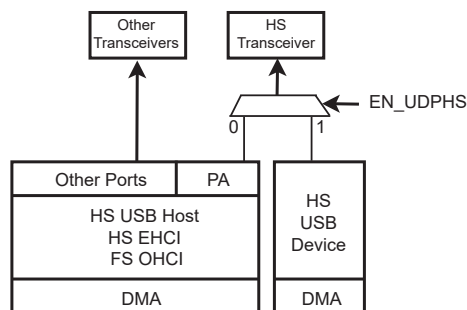 Other
Transceivers
HS
Transceiver
EN_UDPHS
0
1
Other Ports
PA
HS USB Host
HS EHCI
FS OHCI
DMA
HS
USB
Device
DMA